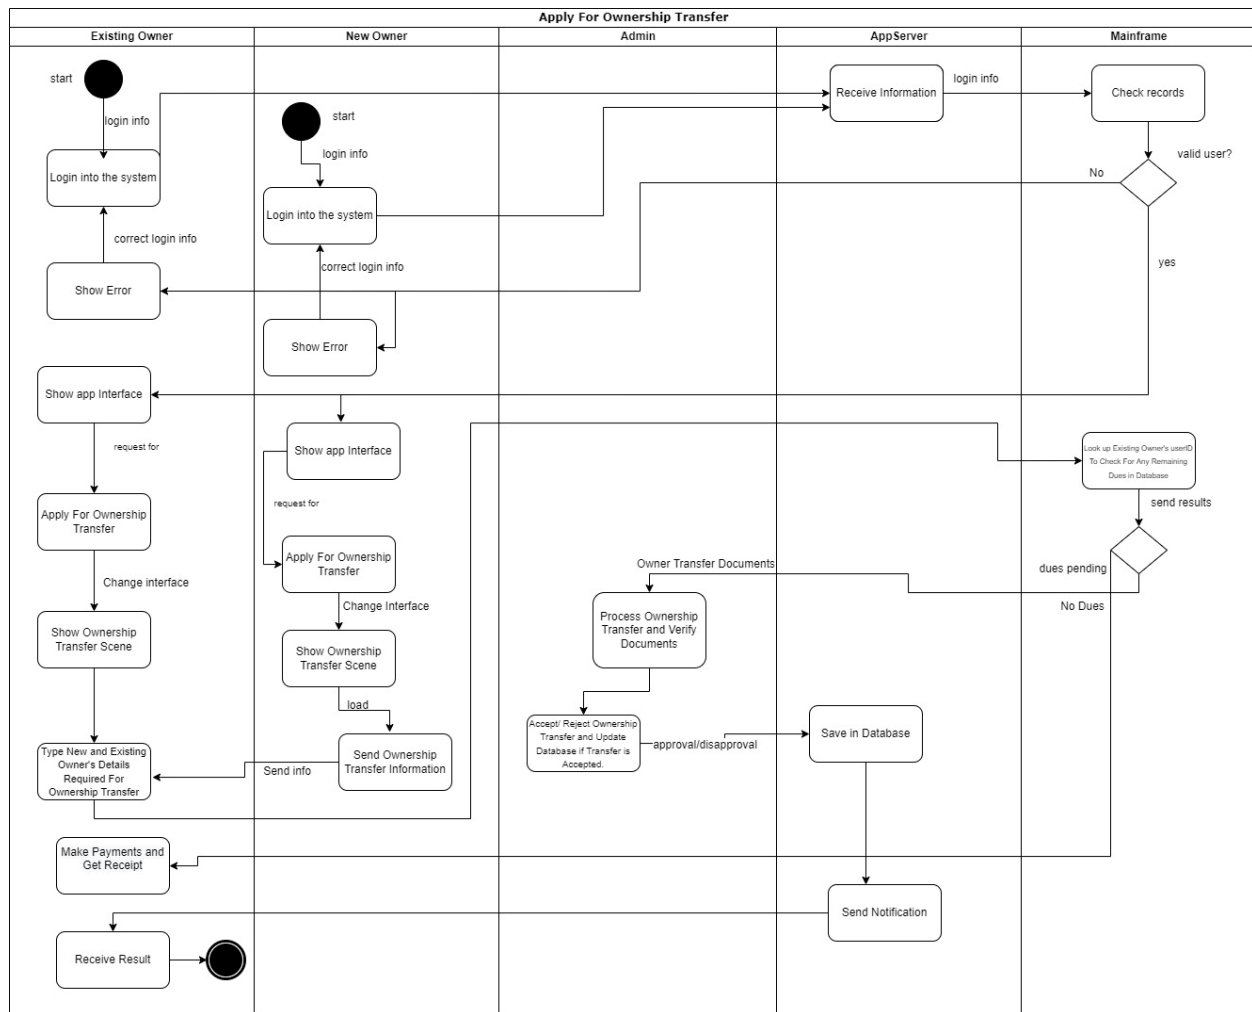 Apply For Ownership Transfer
Existing Owner
New Owner
Admin
AppServer
Mainframe
start
login info
Login into the system
correct login info
Show Error
start
login info
Login into the system
correct login info
Show Error
Receive Information
login info
Check records
valid user?
No
yes
Show app Interface
request for
Apply For Ownership
Transfer
Change interface
Show Ownership
Transfer Scene
Type New and Existing
Owner's Details
Required For
Ownership Transfer
Show app Interface
request for
Apply For Ownership
Transfer
Change Interface
Show Ownership
Transfer Scene
load
Send Ownership
Transfer Information
Send info
Look up Existing Owner's userID
To Check For Any Remaining
Dues in Database
send results
dues pending
No Dues
Owner Transfer Documents
Process Ownership
Transfer and Verify
Documents
Accept/ Reject Ownership
Transfer and Update
Database if Transfer is
Accepted.
approval/disapproval
Save in Database
Make Payments and
Get Receipt
Send Notification
Receive Result